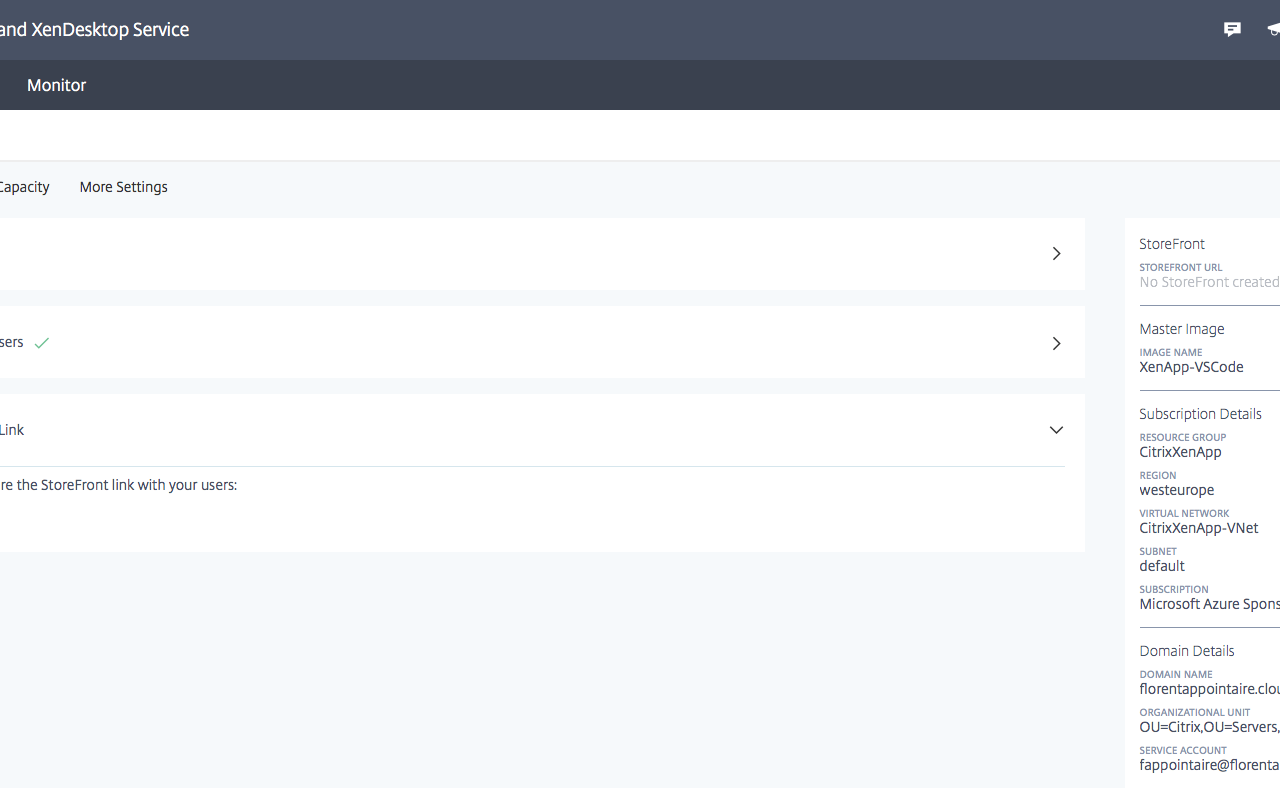 and XenDesktop Service
Monitor
Capacity
More Settings
sers
Link
re the StoreFront link with your users:
StoreFront
STOREFRONT URL
No StoreFront created
Master Image
IMAGE NAME
XenApp-VSCode
Subscription Details
RESOURCE GROUP
CitrixXenApp
REGION
westeurope
VIRTUAL NETWORK
CitrixXenApp-VNet
SUBNET
default
SUBSCRIPTION
Microsoft Azure Spons
Domain Details
DOMAIN NAME
florentappointaire.clou
ORGANIZATIONAL UNIT
OU=Citrix,OU=Servers,
SERVICE ACCOUNT
fappointaire@florenta